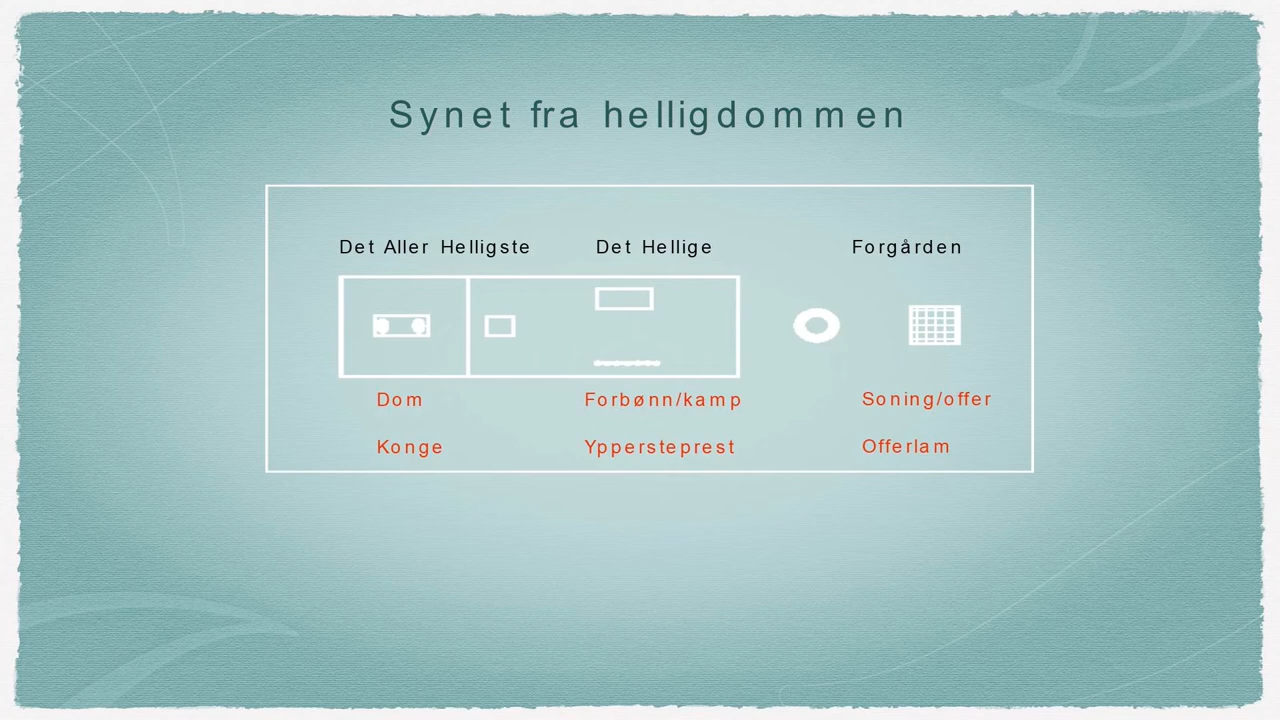 Synet fra helligdommen
Det Aller Helligste Det Hellige Forgården
Dom Forbønn/kamp Soning/offer
Konge Yppersteprest Offerlam